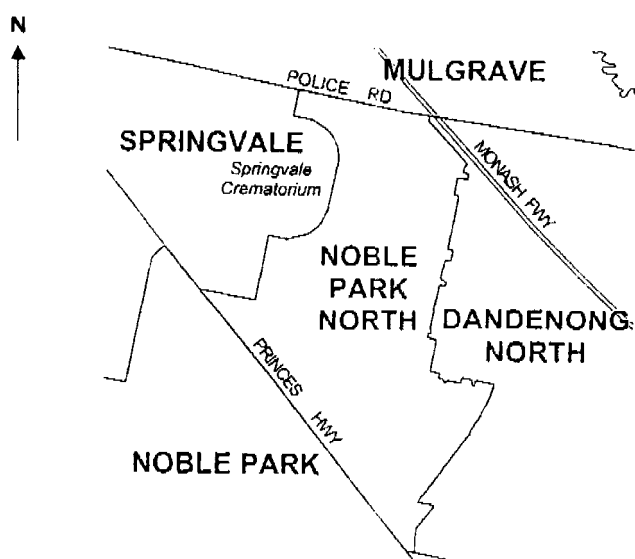 N
MULGRAVE
POLICE RD
SPRINGVALE
Springvale
Crematorium
MONASH FWY
NOBLE
PARK
NORTH
DANDENONG
NORTH
PRINCES HWY
NOBLE PARK